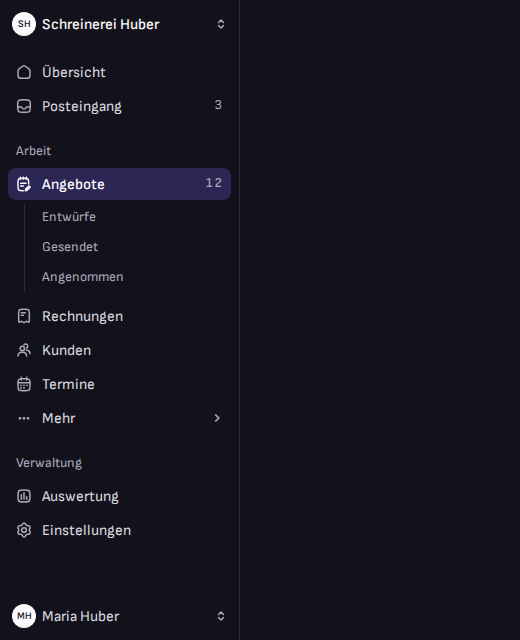 SH Schreinerei Huber
Übersicht
Posteingang 3
Arbeit
Angebote 12
Entwürfe
Gesendet
Angenommen
Rechnungen
Kunden
Termine
Mehr
Verwaltung
Auswertung
Einstellungen
MH Maria Huber